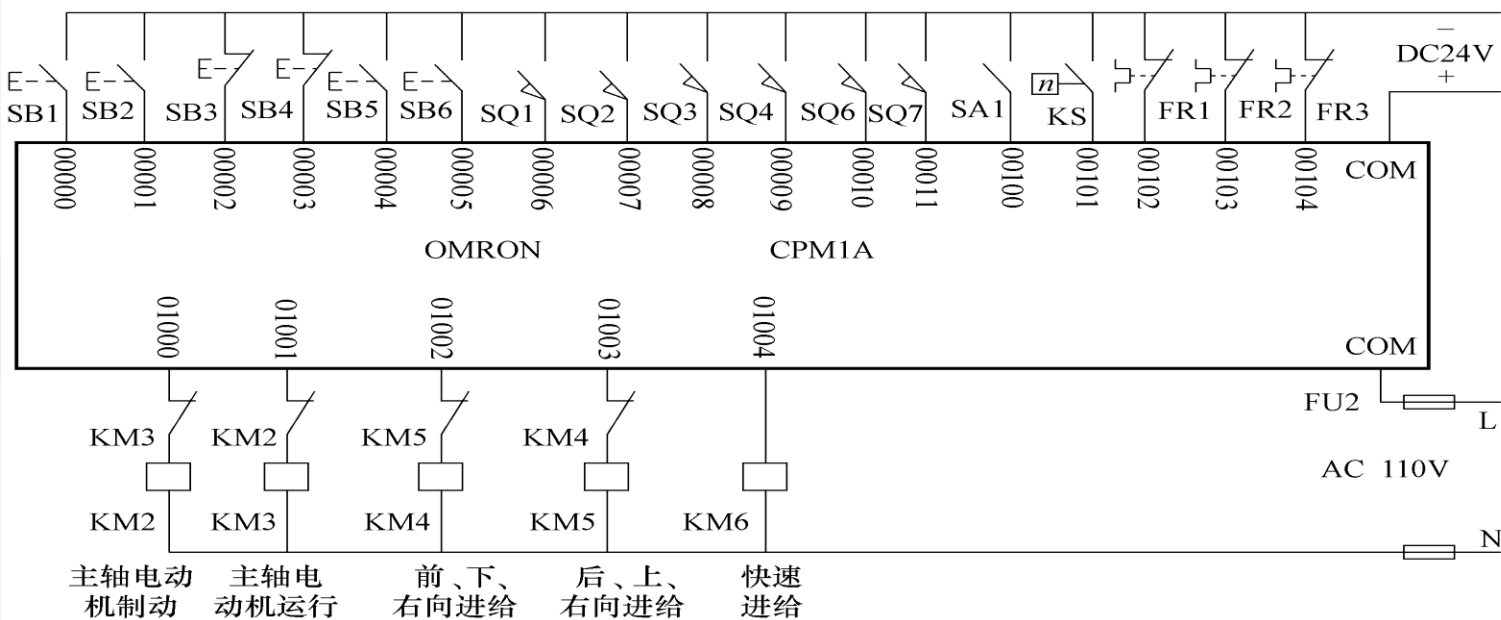 DC24V
−
+
SB1 SB2 SB3 SB4 SB5 SB6 SQ1 SQ2 SQ3 SQ4 SQ6 SQ7 SA1 n KS FR1 FR2 FR3
00000 00001 00002 00003 00004 00005 00006 00007 00008 00009 00010 00011 00100 00101 00102 00103 00104 COM
OMRON CPM1A
01000 01001 01002 01003 01004 COM
FU2 L
KM3 KM2 KM5 KM4
AC 110V
KM2 KM3 KM4 KM5 KM6 N
主轴电动 主轴电 前、下、 后、上、 快速
机制动 动机运行 右向进给 右向进给 进给